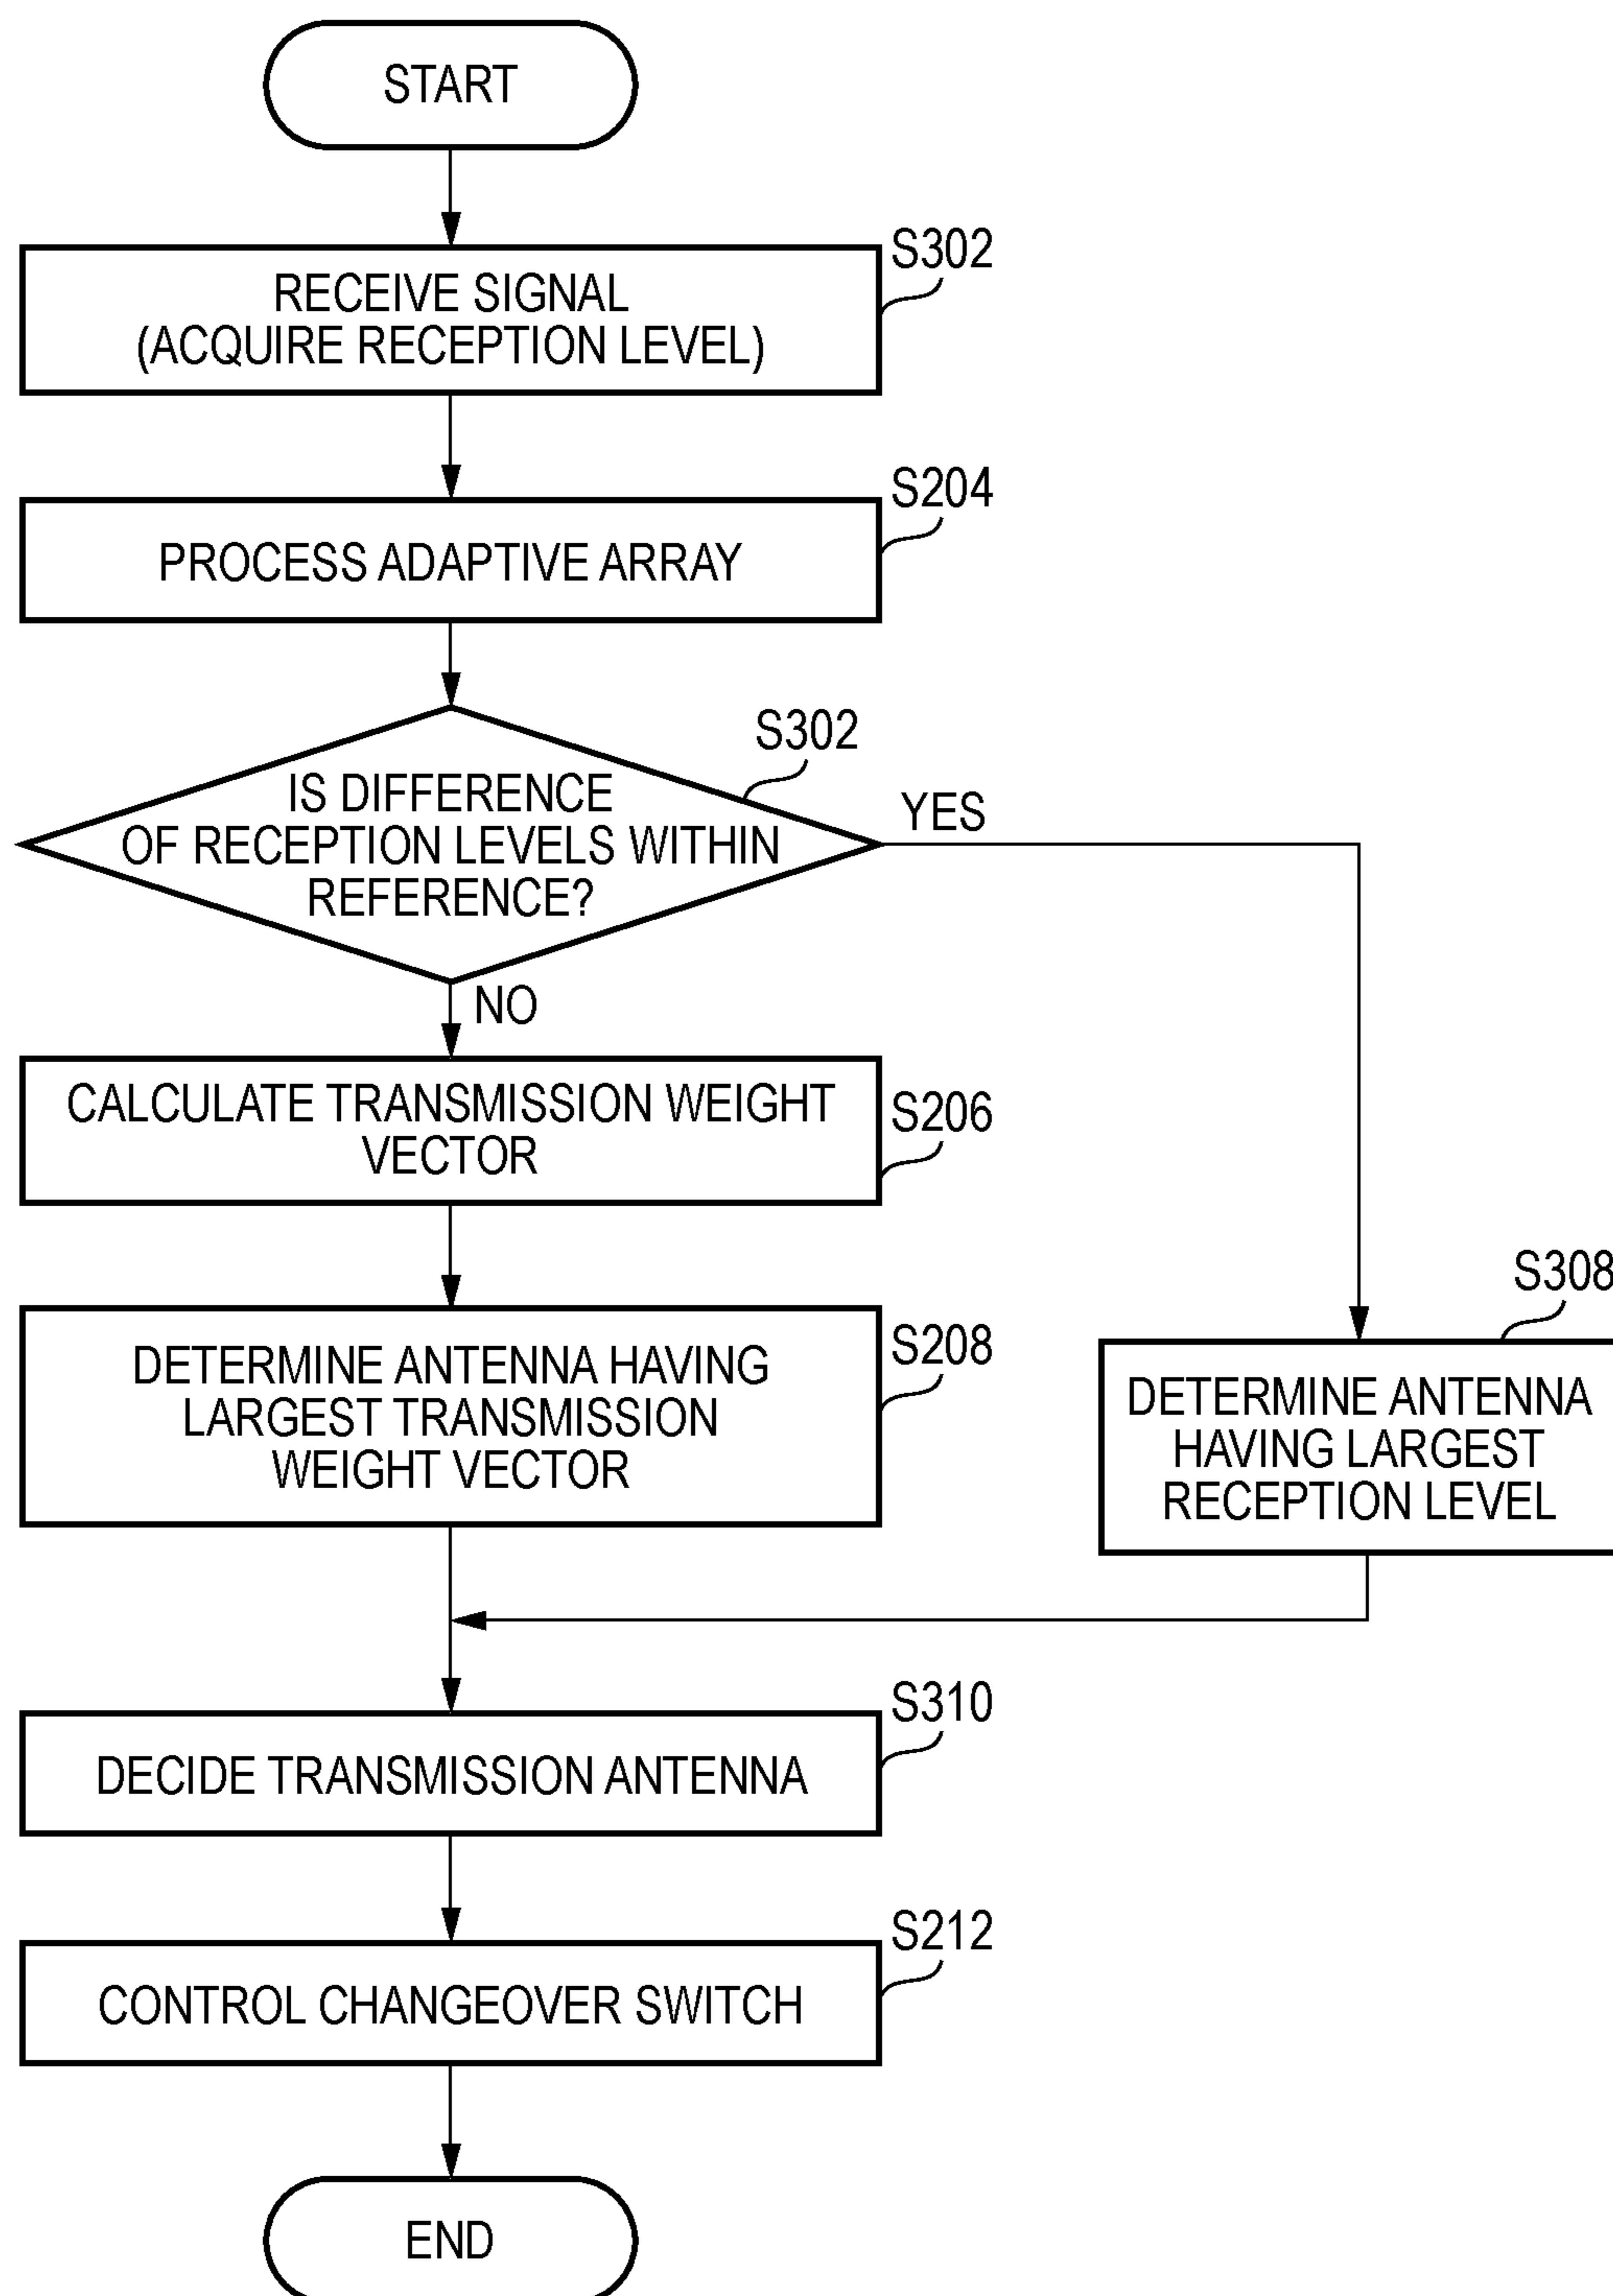 START
S302
RECEIVE SIGNAL
(ACQUIRE RECEPTION LEVEL)
S204
PROCESS ADAPTIVE ARRAY
S302
IS DIFFERENCE
OF RECEPTION LEVELS WITHIN
REFERENCE?
YES
NO
CALCULATE TRANSMISSION WEIGHT
VECTOR
S206
S308
DETERMINE ANTENNA HAVING
LARGEST TRANSMISSION
WEIGHT VECTOR
S208
DETERMINE ANTENNA
HAVING LARGEST
RECEPTION LEVEL
S310
DECIDE TRANSMISSION ANTENNA
S212
CONTROL CHANGEOVER SWITCH
END